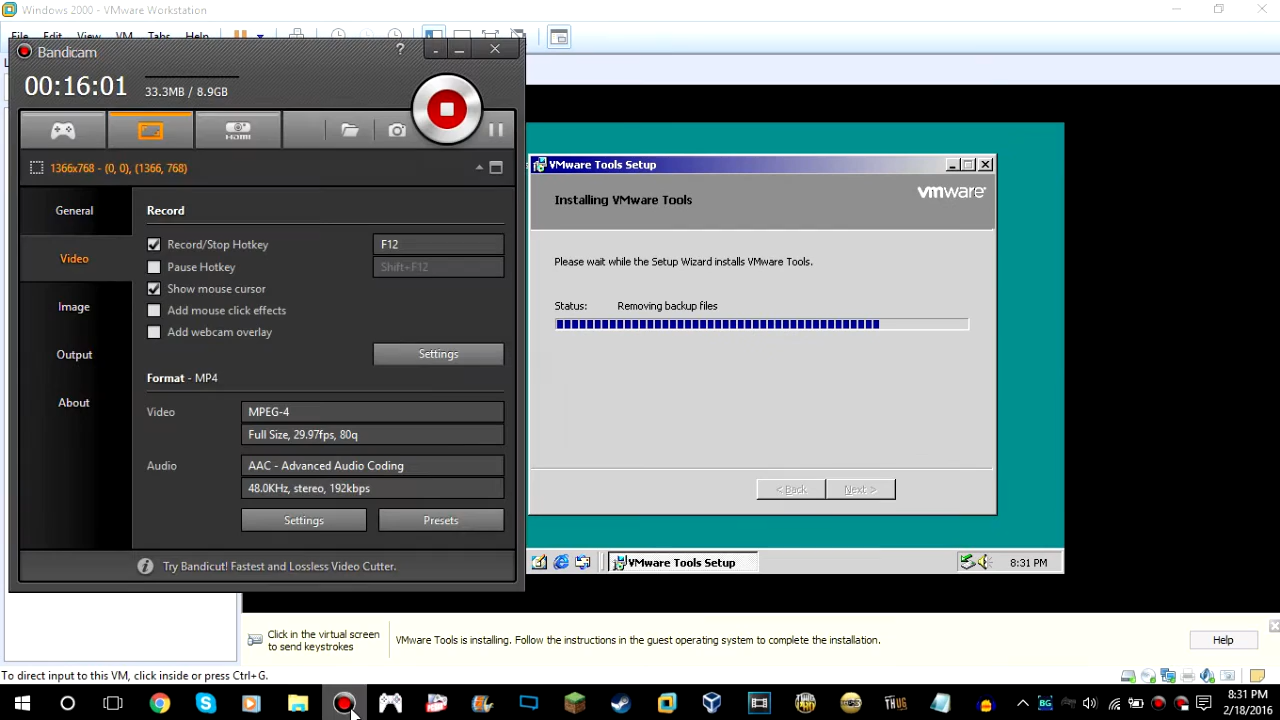 Windows 2000 - VMware Workstation
File Edit View VM Tabs Help
Bandicam
?
00:16:01
33.3MB / 8.9GB
HDMI
1366x768 - (0, 0), (1366, 768)
General
Video
Image
Output
About
Record
Record/Stop Hotkey
F12
Pause Hotkey
Shift+F12
Show mouse cursor
Add mouse click effects
Add webcam overlay
Settings
Format - MP4
Video
MPEG-4
Full Size, 29.97fps, 80q
Audio
AAC - Advanced Audio Coding
48.0KHz, stereo, 192kbps
Settings
Presets
Try Bandicut! Fastest and Lossless Video Cutter.
VMware Tools Setup
Installing VMware Tools
vmware
Please wait while the Setup Wizard installs VMware Tools.
Status: Removing backup files
< Back
Next >
VMware Tools Setup
8:31 PM
Click in the virtual screen
to send keystrokes
VMware Tools is installing. Follow the instructions in the guest operating system to complete the installation.
Help
To direct input to this VM, click inside or press Ctrl+G.
THUG
BG
8:31 PM
2/18/2016